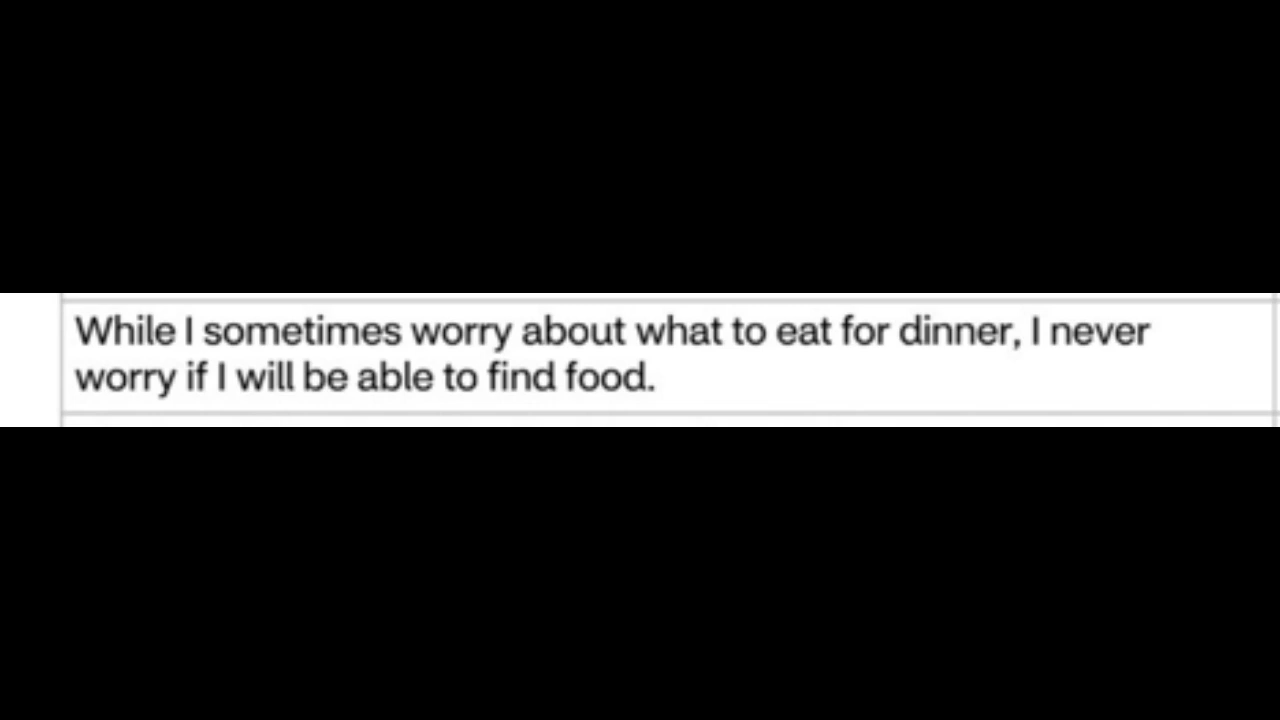 While I sometimes worry about what to eat for dinner, I never
worry if I will be able to find food.